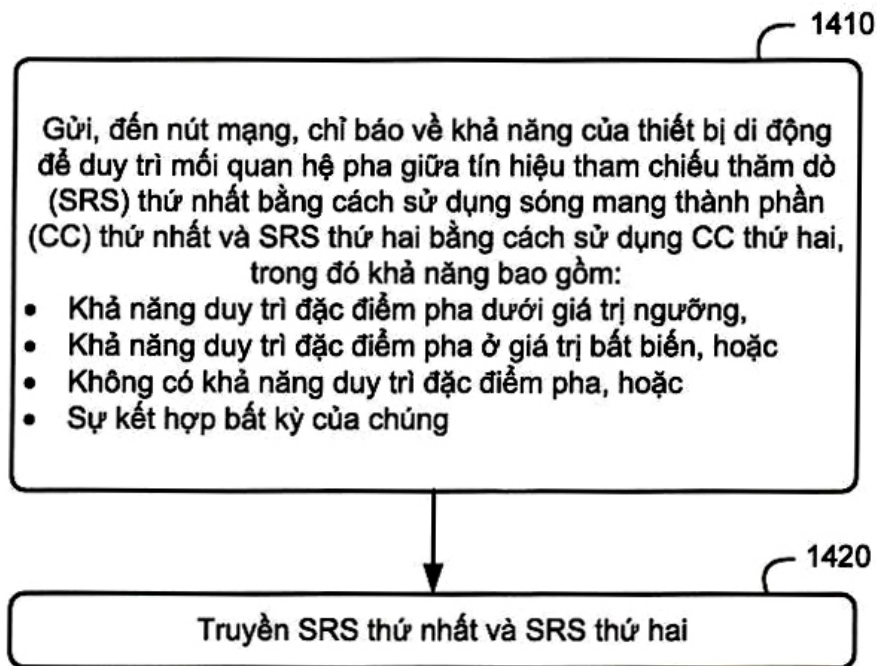 1410
Gửi, đến nút mạng, chỉ báo về khả năng của thiết bị di động
để duy trì mối quan hệ pha giữa tín hiệu tham chiếu thăm dò
(SRS) thứ nhất bằng cách sử dụng sóng mang thành phần
(CC) thứ nhất và SRS thứ hai bằng cách sử dụng CC thứ hai,
trong đó khả năng bao gồm:
• Khả năng duy trì đặc điểm pha dưới giá trị ngưỡng,
• Khả năng duy trì đặc điểm pha ở giá trị bất biến, hoặc
• Không có khả năng duy trì đặc điểm pha, hoặc
• Sự kết hợp bất kỳ của chúng
1420
Truyền SRS thứ nhất và SRS thứ hai